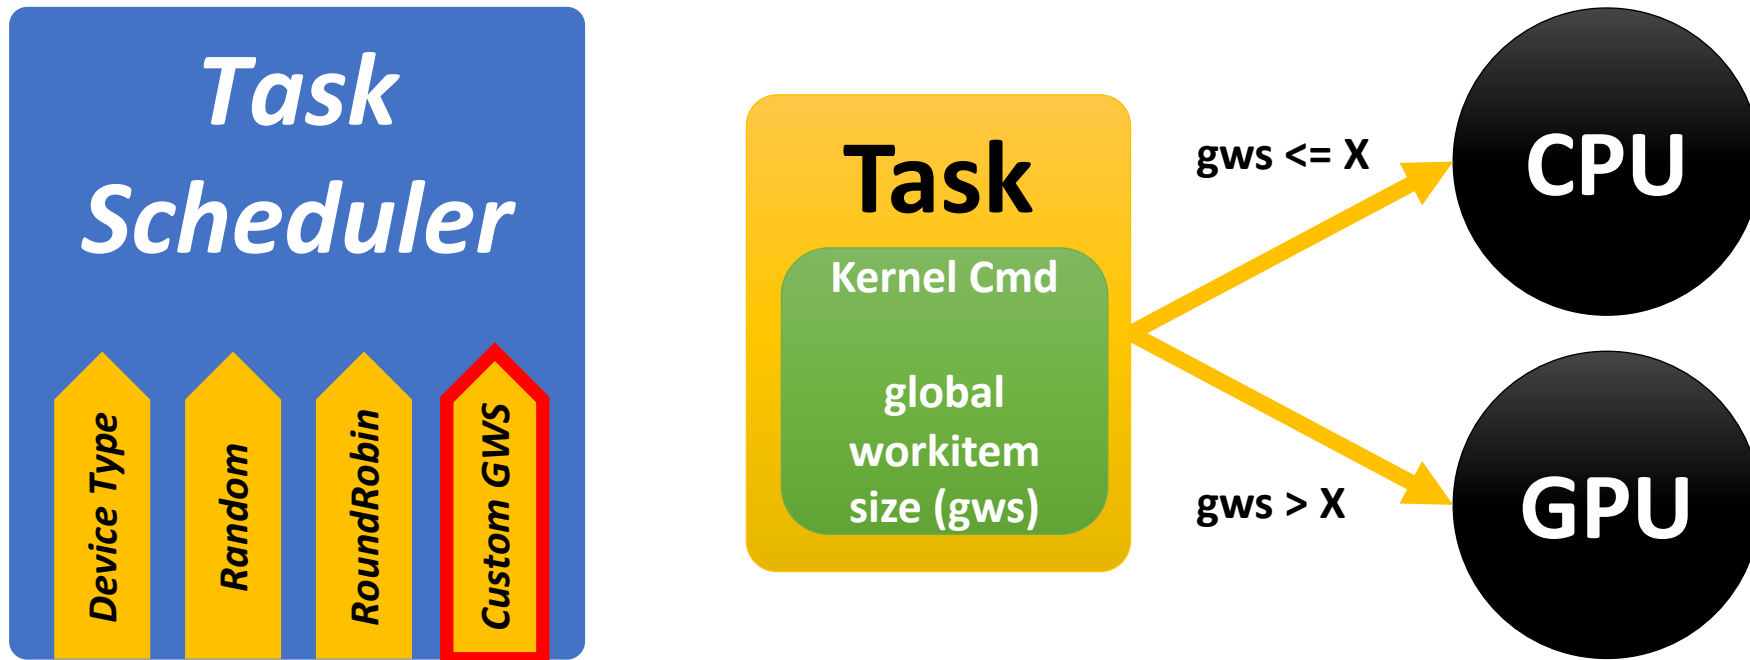 Task
Scheduler
Device Type
Random
RoundRobin
Custom GWS
Task
Kernel Cmd
global
workitem
size (gws)
gws <= X
gws > X
CPU
GPU